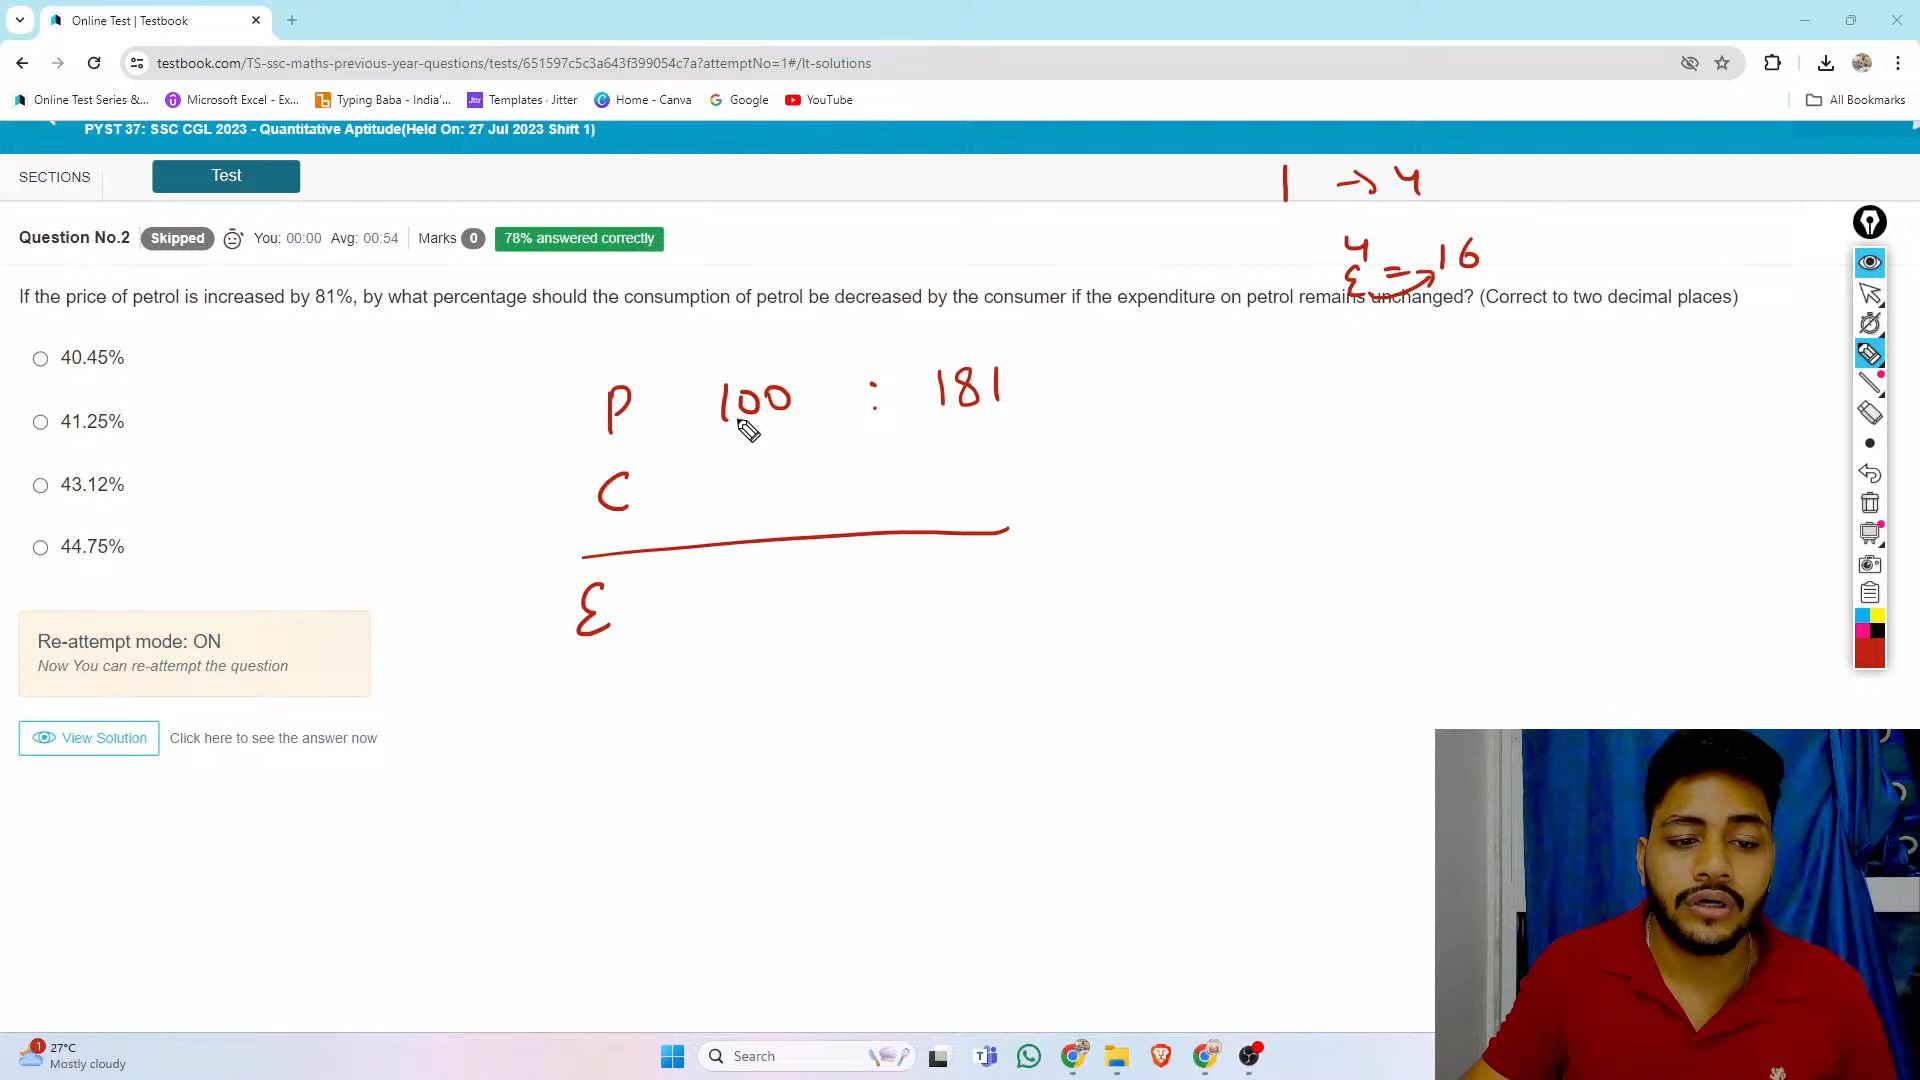 Online Test | Testbook
testbook.com/TS-ssc-maths-previous-year-questions/tests/651597c5c3a643f399054c7a?attemptNo=1#/lt-solutions
Online Test Series &... Microsoft Excel - Ex... Typing Baba - India'... Jitr Templates · Jitter Home - Canva Google YouTube All Bookmarks
PYST 37: SSC CGL 2023 - Quantitative Aptitude(Held On: 27 Jul 2023 Shift 1)
SECTIONS Test
1 → 4
Question No.2 Skipped You: 00:00 Avg: 00:54 Marks 0 78% answered correctly
4
Ɛ = 16
If the price of petrol is increased by 81%, by what percentage should the consumption of petrol be decreased by the consumer if the expenditure on petrol remains unchanged? (Correct to two decimal places)
40.45%
P 100 : 181
41.25%
43.12%
C
44.75%
Ɛ
Re-attempt mode: ON
Now You can re-attempt the question
View Solution Click here to see the answer now
1 27°C
Mostly cloudy
Search